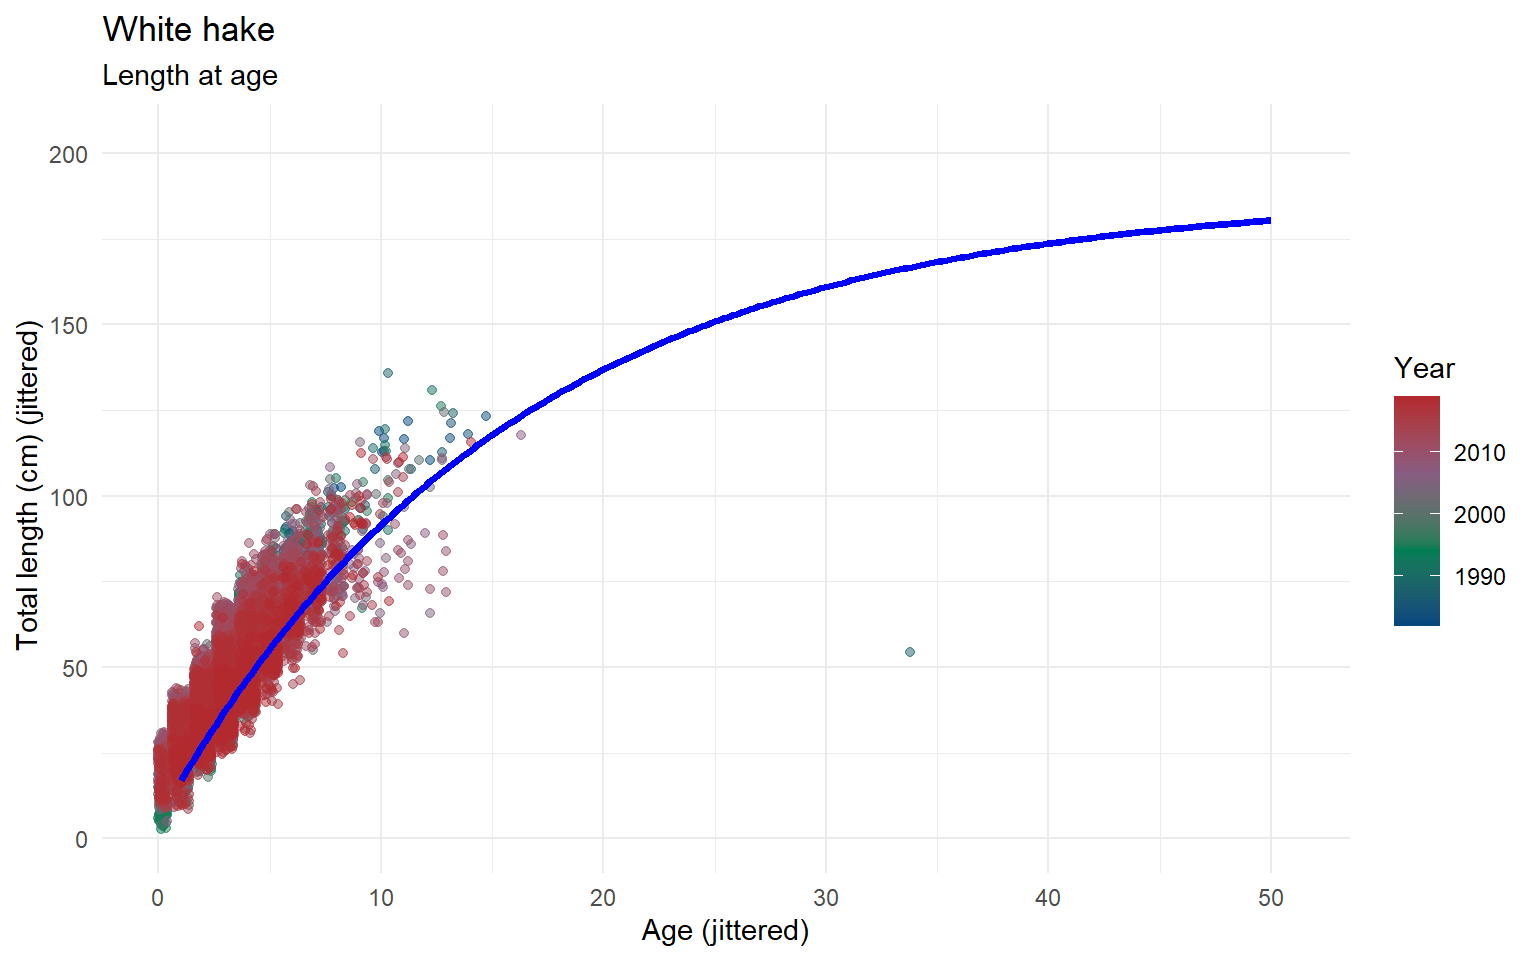 White hake
Length at age
Total length (cm) (jittered)
200
150
100
50
0
0 10 20 30 40 50
Age (jittered)
Year
2010
2000
1990